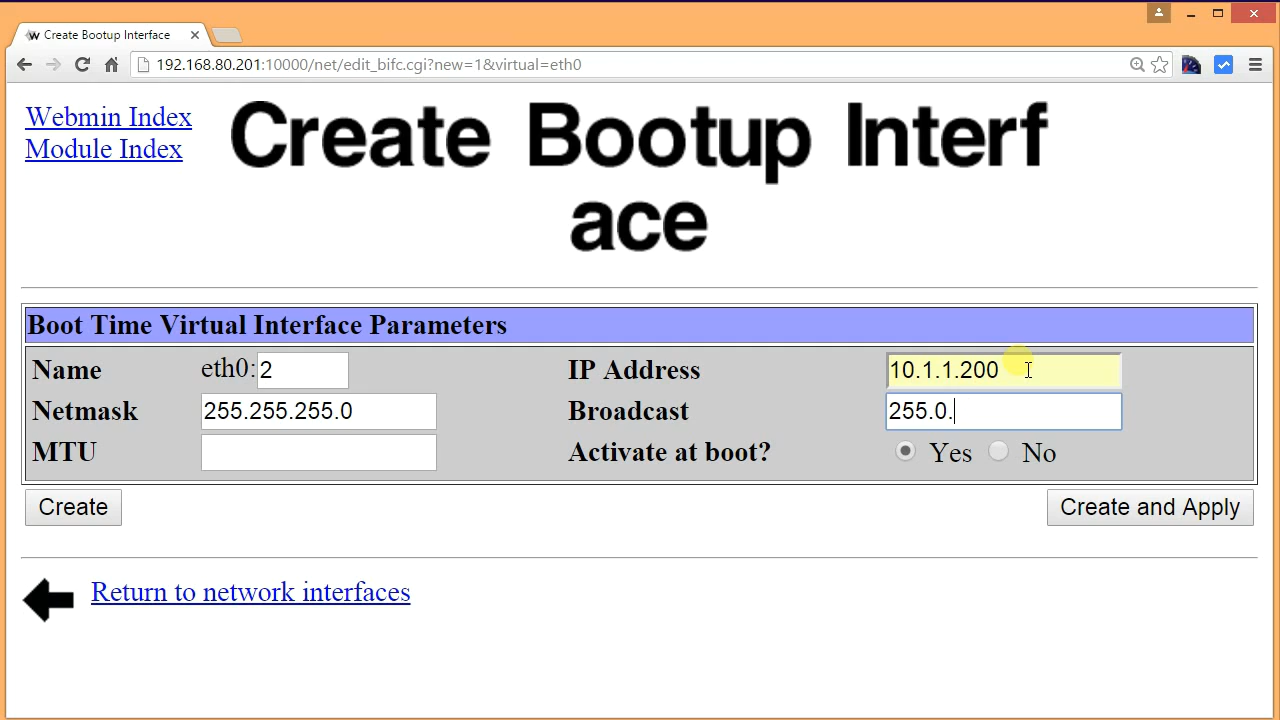 Create Bootup Interface
192.168.80.201:10000/net/edit_bifc.cgi?new=1&virtual=eth0
Webmin Index
Module Index
Create Bootup Interf
ace
Boot Time Virtual Interface Parameters
Name eth0: 2 IP Address 10.1.1.200
Netmask 255.255.255.0 Broadcast 255.0.
MTU Activate at boot? Yes No
Create Create and Apply
Return to network interfaces